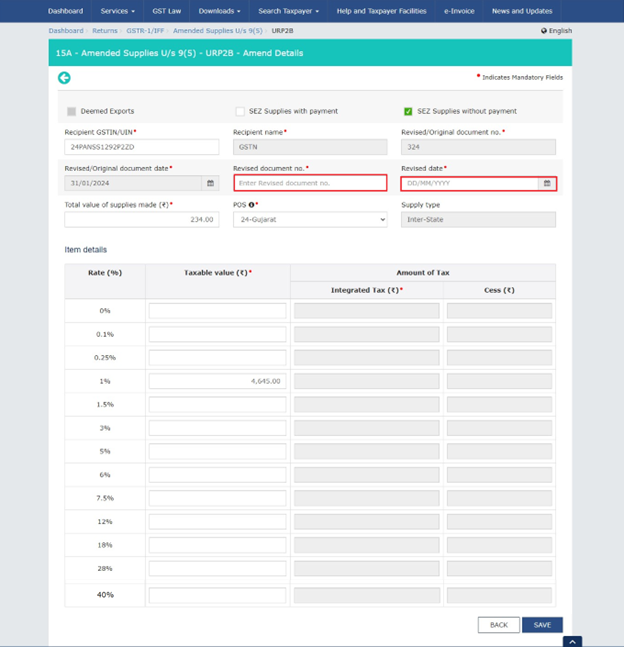 Dashboard Services GST Law Downloads Search Taxpayer Help and Taxpayer Facilities e-Invoice News and Updates
Dashboard / Returns / GSTR-1/IFF / Amended Supplies U/s 9(5) / URP2B English
15A - Amended Supplies U/s 9(5) - URP2B - Amend Details
* Indicates Mandatory Fields
Deemed Exports SEZ Supplies with payment SEZ Supplies without payment
Recipient GSTIN/UIN* Recipient name* Revised/Original document no.*
24PANSS1292P2ZD GSTN 324
Revised/Original document date* Revised document no.* Revised date*
31/01/2024 Enter Revised document no. DD/MM/YYYY
Total value of supplies made (₹)* POS * Supply type
234.00 24-Gujarat Inter-State
Item details
Rate (%) Taxable value (₹)* Amount of Tax
Integrated Tax (₹)* Cess (₹)
0%
0.1%
0.25%
1% 4,645.00
1.5%
3%
5%
6%
7.5%
12%
18%
28%
40%
BACK SAVE